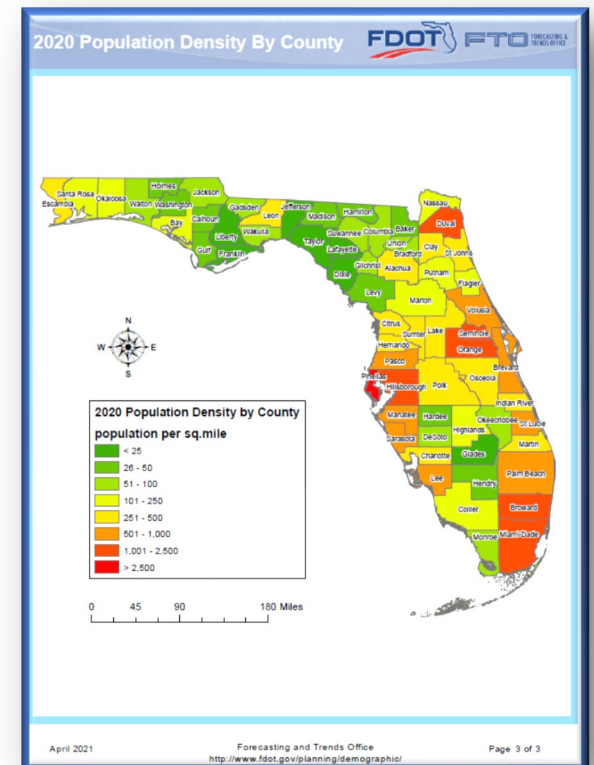 2020 Population Density By County
FDOT
FTO FORECASTING & TRENDS OFFICE
Santa Rosa
Escambia
Okaloosa
Walton
Holmes
Washington
Bay
Jackson
Calhoun
Gulf
Gadsden
Liberty
Franklin
Leon
Wakulla
Jefferson
Madison
Taylor
Hamilton
Suwannee
Lafayette
Dixie
Columbia
Gilchrist
Baker
Union
Bradford
Alachua
Levy
Nassau
Duval
Clay
St Johns
Putnam
Flagler
Marion
Volusia
Citrus
Sumter
Lake
Hernando
Seminole
Orange
Pasco
Brevard
Pinellas
Hillsborough
Polk
Osceola
Indian River
Manatee
Hardee
Okeechobee
St Lucie
Highlands
Sarasota
DeSoto
Martin
Charlotte
Glades
Lee
Hendry
Palm Beach
Collier
Broward
Monroe
Miami-Dade
N
W
E
S
2020 Population Density by County
population per sq.mile
< 25
26 - 50
51 - 100
101 - 250
251 - 500
501 - 1,000
1,001 - 2,500
> 2,500
0 45 90 180 Miles
April 2021
Forecasting and Trends Office
http://www.fdot.gov/planning/demographic/
Page 3 of 3